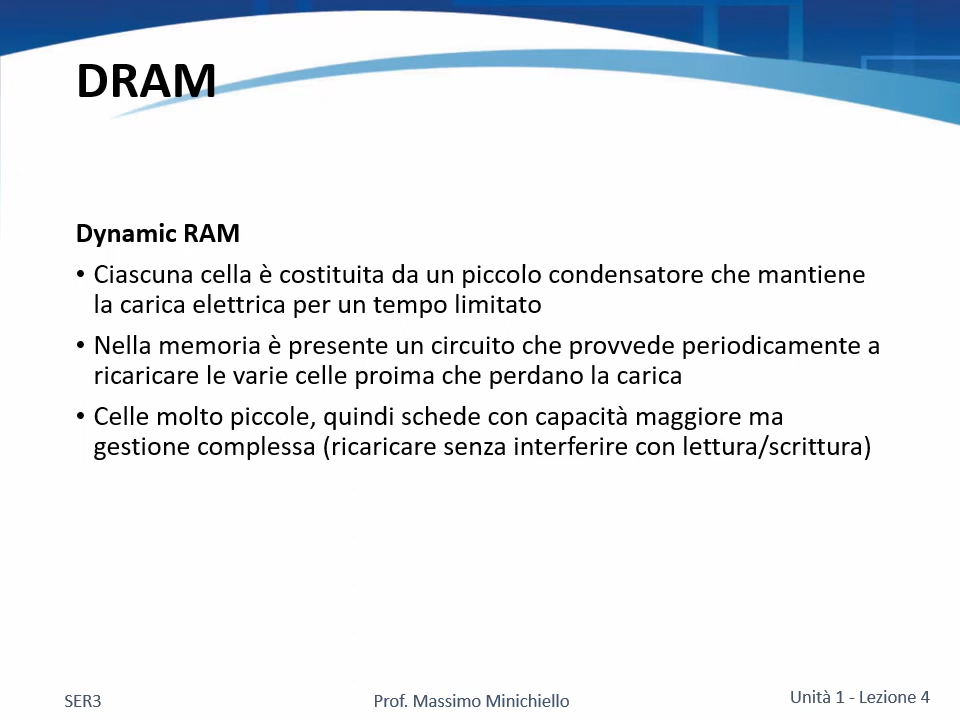 DRAM
Dynamic RAM
• Ciascuna cella è costituita da un piccolo condensatore che mantiene
la carica elettrica per un tempo limitato
• Nella memoria è presente un circuito che provvede periodicamente a
ricaricare le varie celle proima che perdano la carica
• Celle molto piccole, quindi schede con capacità maggiore ma
gestione complessa (ricaricare senza interferire con lettura/scrittura)
SER3
Prof. Massimo Minichiello
Unità 1 - Lezione 4